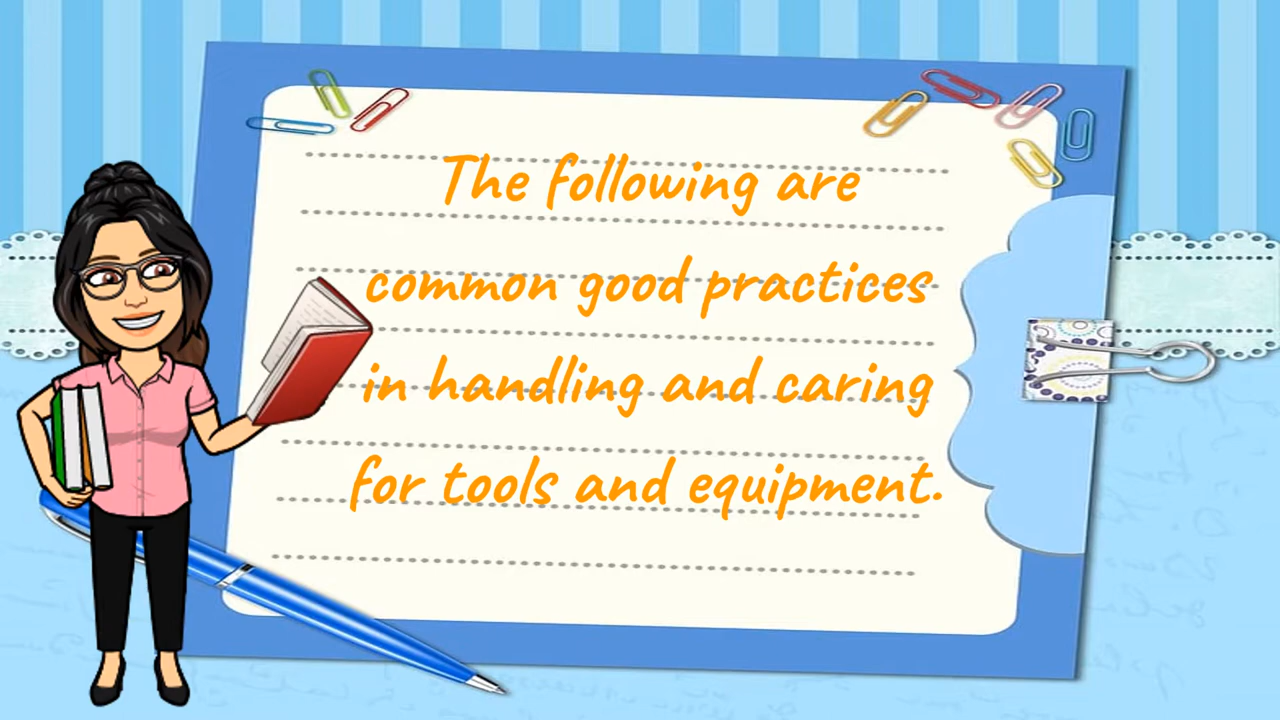 The following are
common good practices
in handling and caring
for tools and equipment.